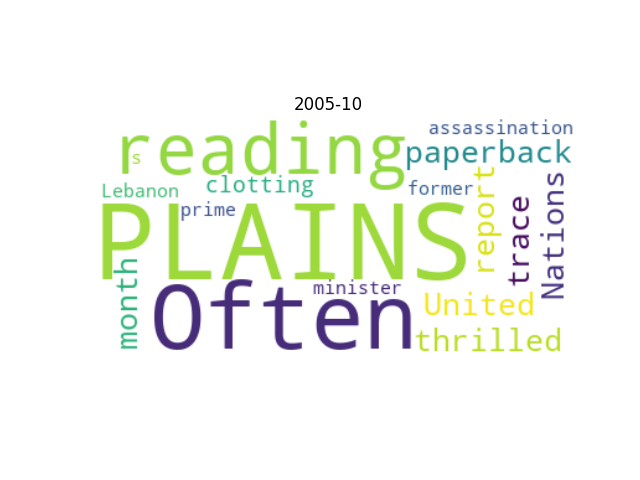 2005-10
assassination
reading
paperback
s
Lebanon
clotting
former
prime
PLAINS
report
trace
Nations
month
Often
minister
United
thrilled